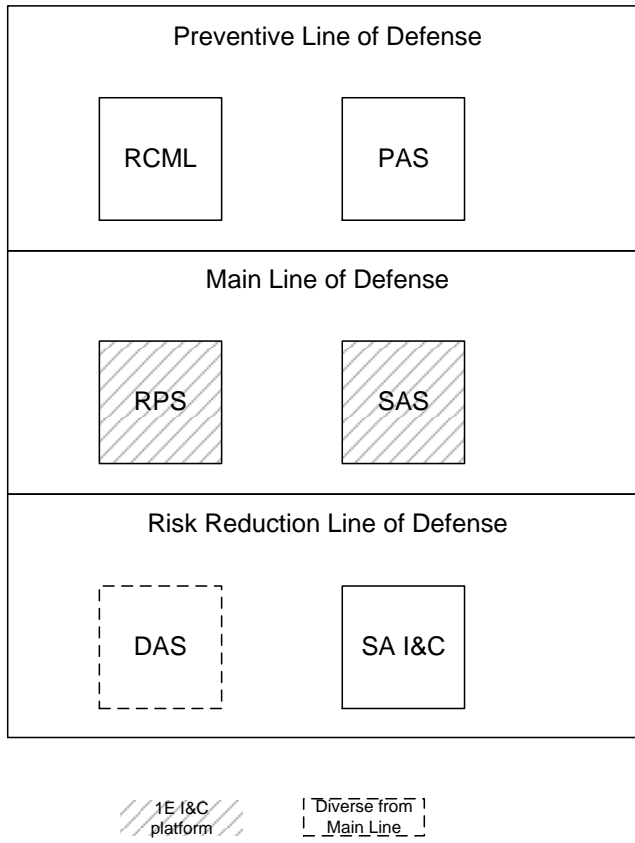 Preventive Line of Defense
RCML
PAS
Main Line of Defense
RPS
SAS
Risk Reduction Line of Defense
DAS
SA I&C
1E I&C
platform
Diverse from
Main Line